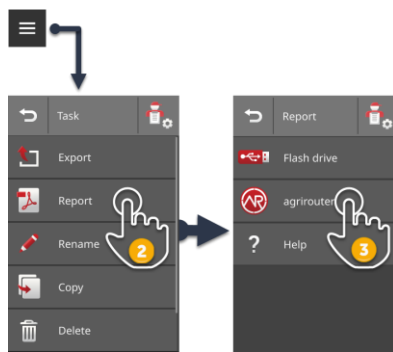 Task
Export
Report
Rename
2
Copy
Delete
Report
Flash drive
agrirouter
Help
3